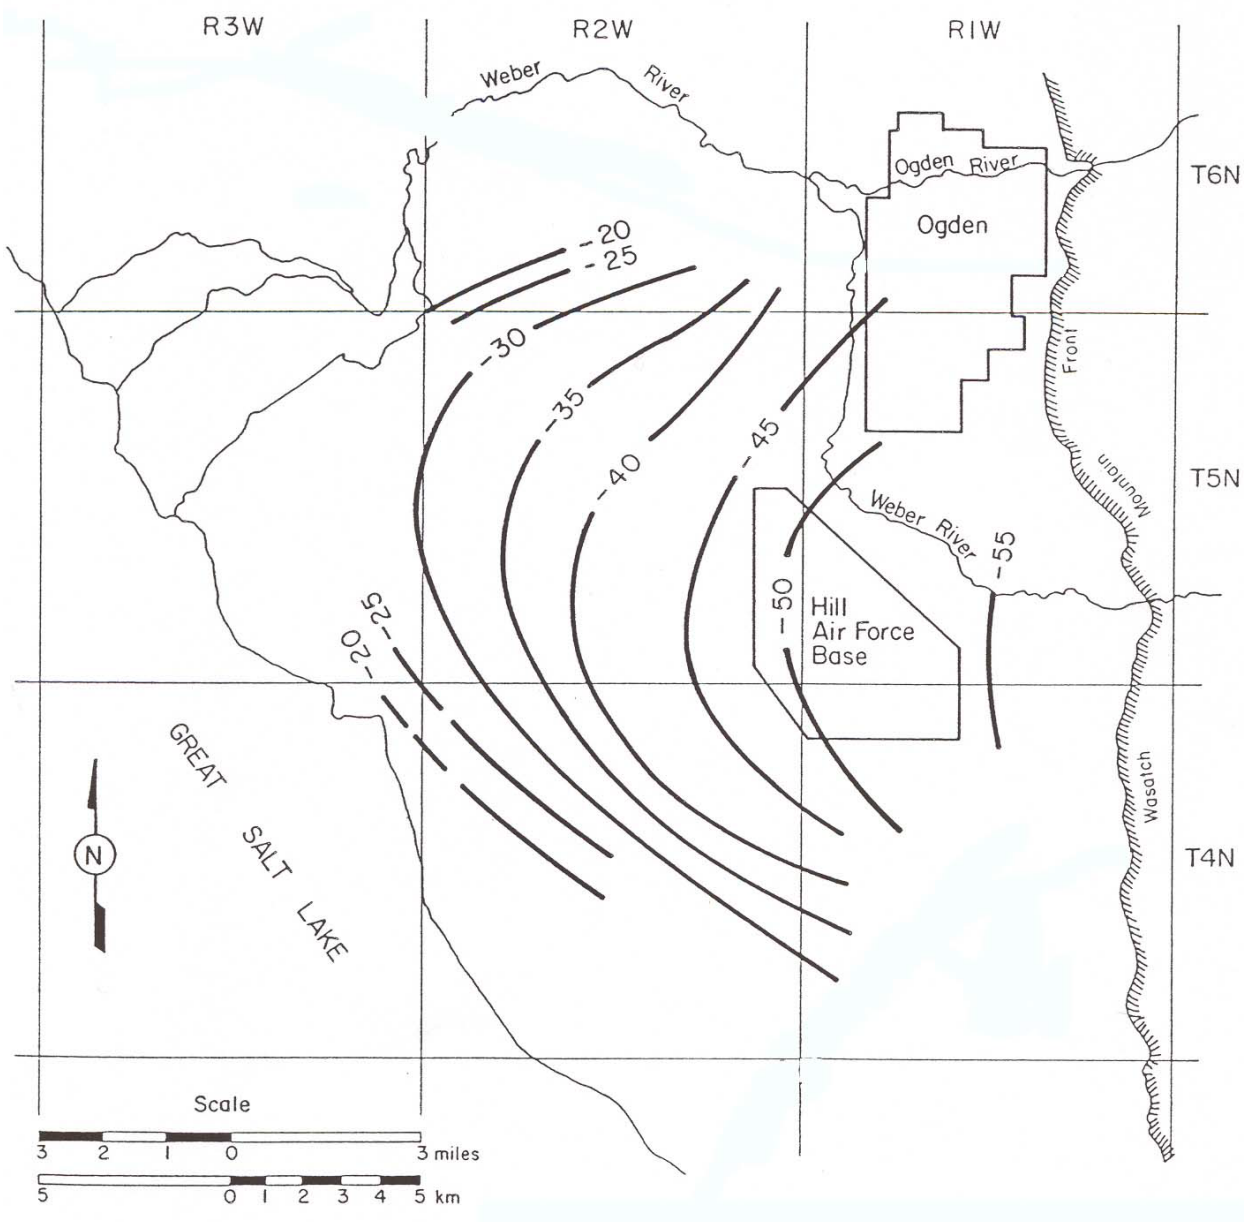 R3W
R2W
R1W
Weber
River
Ogden River
T6N
Ogden
-20
-25
-30
-35
-40
-45
Front
Mountain
T5N
Weber River
-55
-50
Hill
Air Force
Base
-25
-20
GREAT
SALT
LAKE
Wasatch
N
T4N
Scale
3 2 1 0 3 miles
5 0 1 2 3 4 5 km